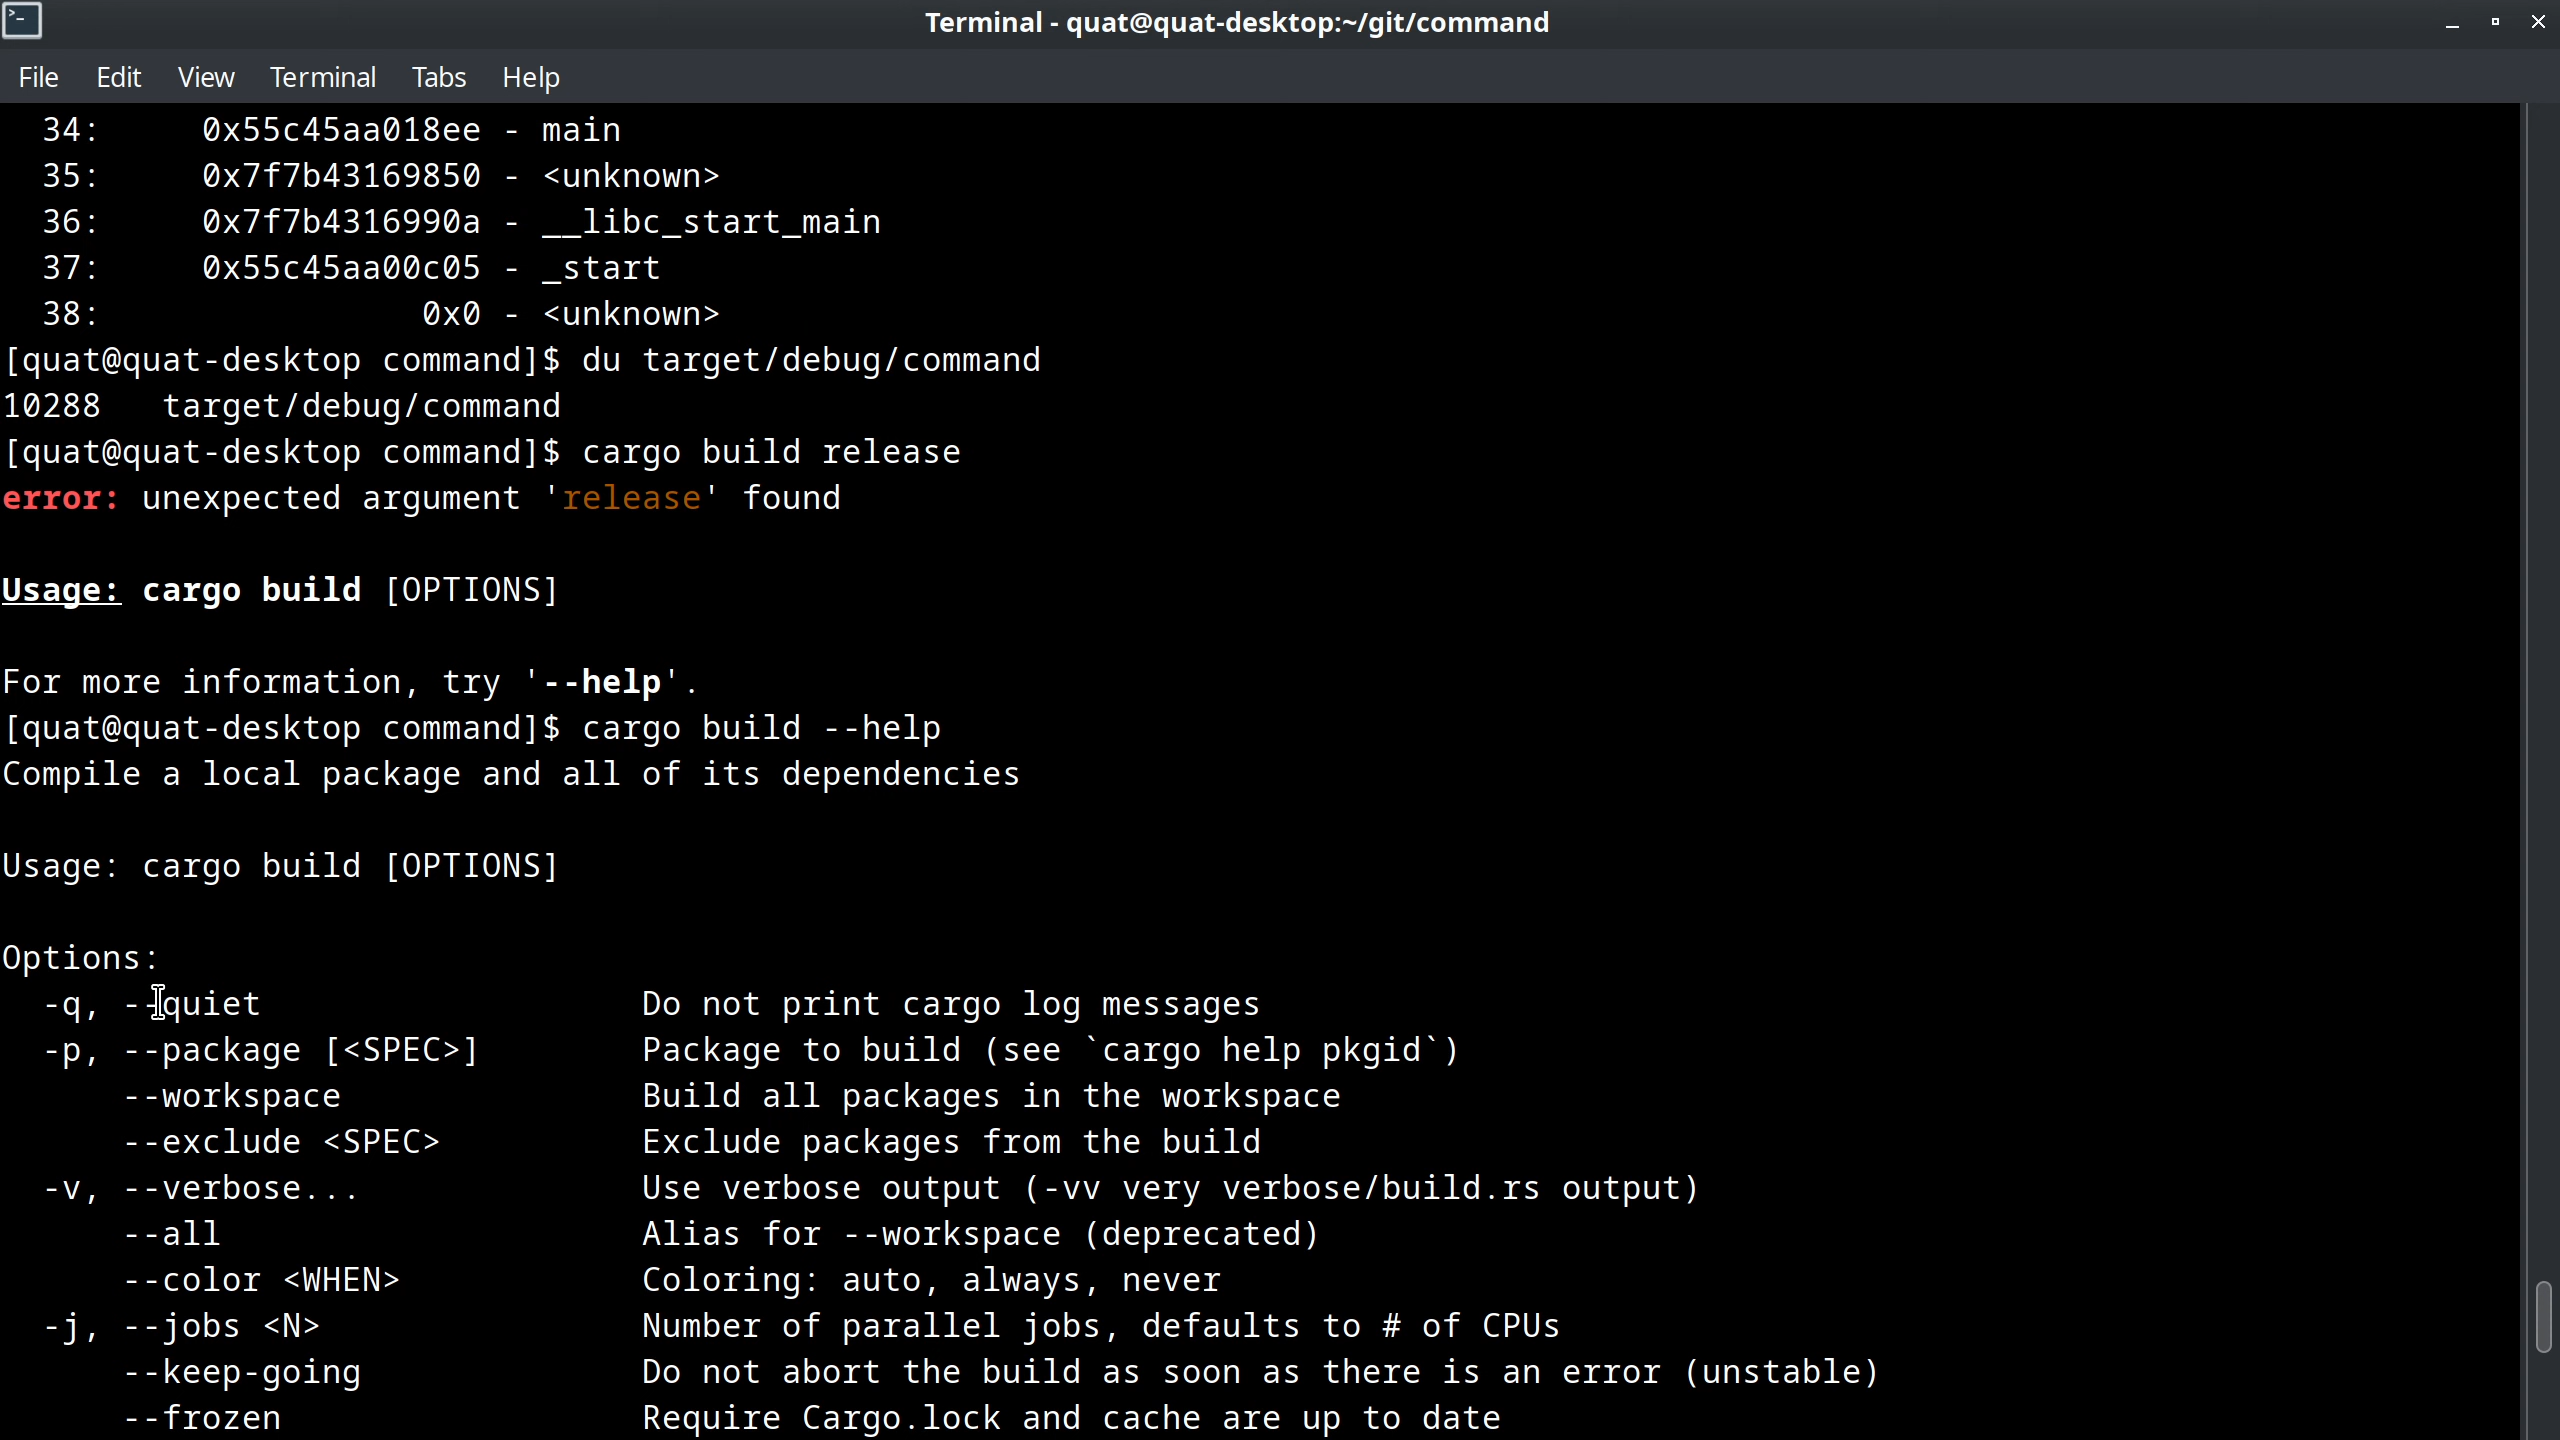 Terminal - quat@quat-desktop:~/git/command
File Edit View Terminal Tabs Help
34: 0x55c45aa018ee - main
35: 0x7f7b43169850 - <unknown>
36: 0x7f7b4316990a - __libc_start_main
37: 0x55c45aa00c05 - _start
38: 0x0 - <unknown>
[quat@quat-desktop command]$ du target/debug/command
10288 target/debug/command
[quat@quat-desktop command]$ cargo build release
error: unexpected argument 'release' found
Usage: cargo build [OPTIONS]
For more information, try '--help'.
[quat@quat-desktop command]$ cargo build --help
Compile a local package and all of its dependencies
Usage: cargo build [OPTIONS]
Options:
-q, --quiet Do not print cargo log messages
-p, --package [<SPEC>] Package to build (see `cargo help pkgid`)
--workspace Build all packages in the workspace
--exclude <SPEC> Exclude packages from the build
-v, --verbose... Use verbose output (-vv very verbose/build.rs output)
--all Alias for --workspace (deprecated)
--color <WHEN> Coloring: auto, always, never
-j, --jobs <N> Number of parallel jobs, defaults to # of CPUs
--keep-going Do not abort the build as soon as there is an error (unstable)
--frozen Require Cargo.lock and cache are up to date